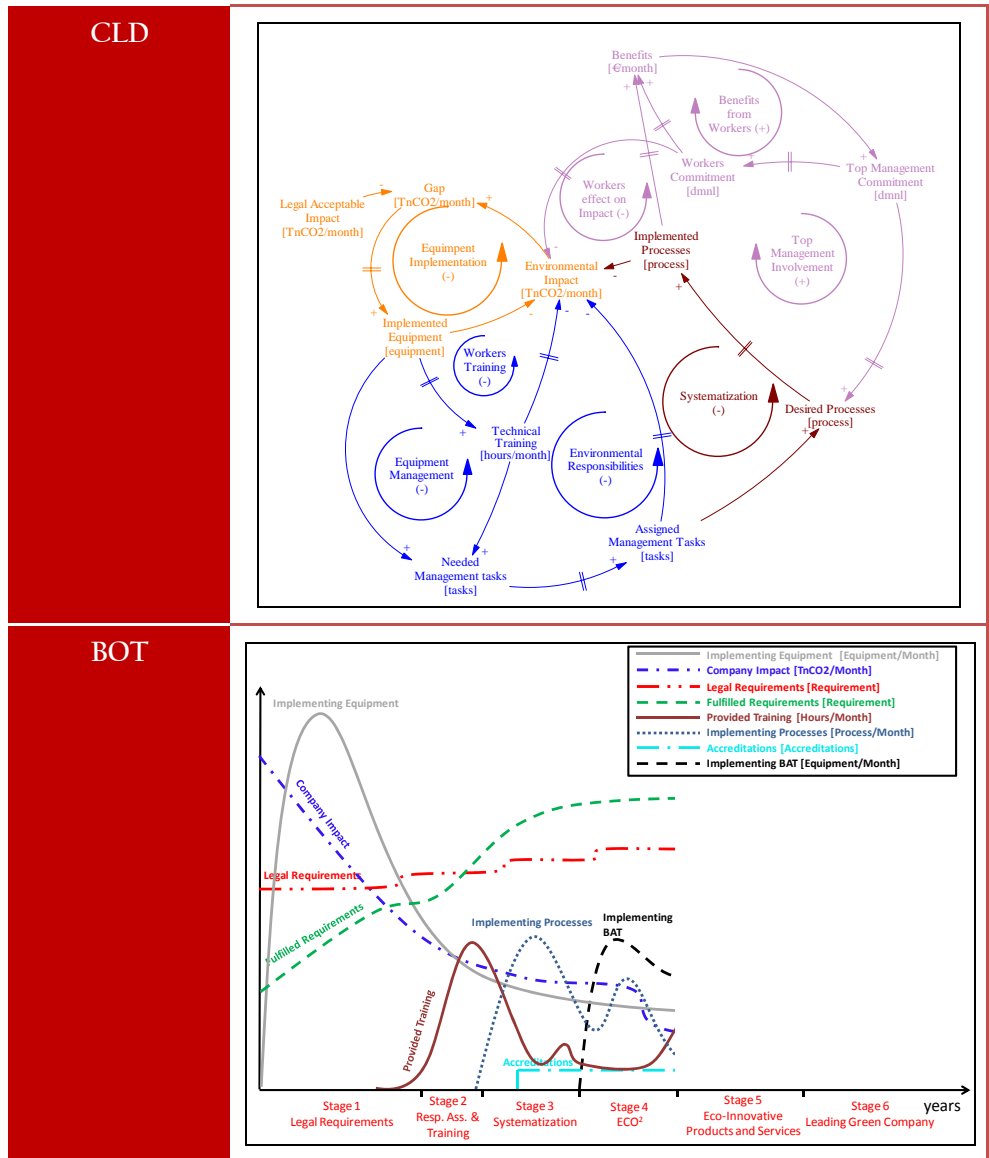 CLD
Benefits
[€/month]
Benefits
from
Workers (+)
Workers
Commitment
[dmnl]
Top Management
Commitment
[dmnl]
Workers
effect on
Impact (-)
Gap
[TnCO2/month]
Legal Acceptable
Impact
[TnCO2/month]
Equimpent
Implementation
(-)
Environmental
Impact
[TnCO2/month]
Implemented
Processes
[process]
Top
Management
Involvement
(+)
Implemented
Equipment
[equipment]
Workers
Training
(-)
Systematization
(-)
Desired Processes
[process]
Technical
Training
[hours/month]
Equipment
Management
(-)
Environmental
Responsibilities
(-)
Assigned
Management Tasks
[tasks]
Needed
Management tasks
[tasks]
BOT
Implementing Equipment [Equipment/Month]
Company Impact [TnCO2/Month]
Legal Requirements [Requirement]
Fulfilled Requirements [Requirement]
Provided Training [Hours/Month]
Implementing Processes [Process/Month]
Accreditations [Accreditations]
Implementing BAT [Equipment/Month]
Implementing Equipment
Company Impact
Legal Requirements
Fulfilled Requirements
Provided Training
Implementing Processes
Implementing
BAT
Accreditations
Stage 1
Legal Requirements
Stage 2
Resp. Ass. &
Training
Stage 3
Systematization
Stage 4
ECO²
Stage 5
Eco-Innovative
Products and Services
Stage 6
Leading Green Company
years